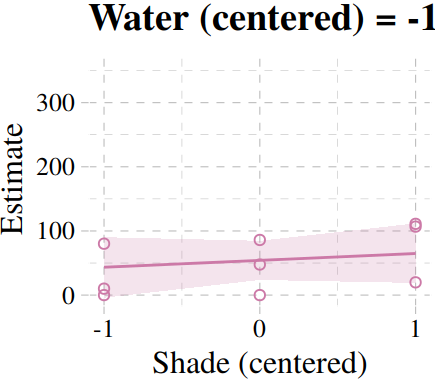 Water (centered) = -1
Estimate
300
200
100
0
-1 0 1
Shade (centered)